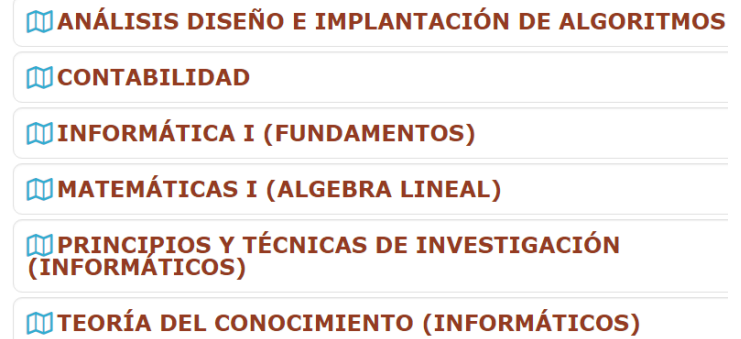 ANÁLISIS DISEÑO E IMPLANTACIÓN DE ALGORITMOS
CONTABILIDAD
INFORMÁTICA I (FUNDAMENTOS)
MATEMÁTICAS I (ALGEBRA LINEAL)
PRINCIPIOS Y TÉCNICAS DE INVESTIGACIÓN
(INFORMÁTICOS)
TEORÍA DEL CONOCIMIENTO (INFORMÁTICOS)